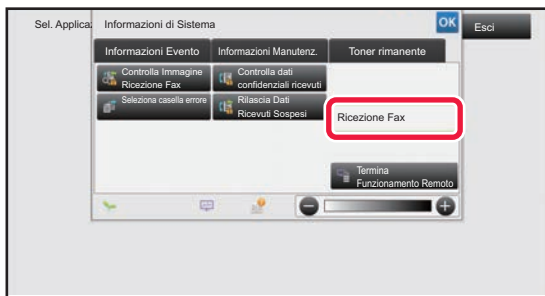 Sel. Applica
Informazioni di Sistema
OK
Esci
Informazioni Evento
Informazioni Manutenz.
Toner rimanente
Controlla Immagine
Ricezione Fax
Controlla dati
confidenziali ricevuti
Seleziona casella errore
Rilascia Dati
Ricevuti Sospesi
Ricezione Fax
Termina
Funzionamento Remoto